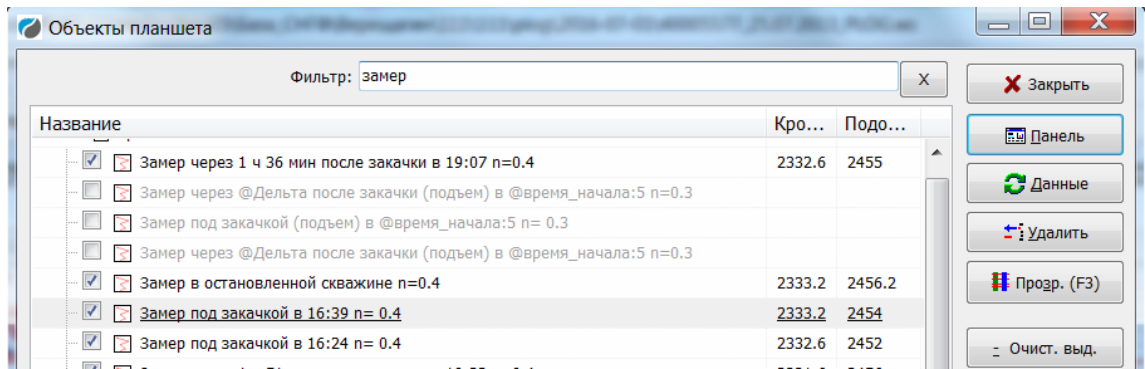 Объекты планшета
Фильтр: замер X
Закрыть
Название Кро... Подо...
Панель
Замер через 1 ч 36 мин после закачки в 19:07 n=0.4 2332.6 2455
Данные
Замер через @Дельта после закачки (подъем) в @время_начала:5 n=0.3
Замер под закачкой (подъем) в @время_начала:5 n= 0.3
Удалить
Замер через @Дельта после закачки (подъем) в @время_начала:5 n=0.3
Замер в остановленной скважине n=0.4 2333.2 2456.2
Прозр. (F3)
Замер под закачкой в 16:39 n= 0.4 2333.2 2454
Замер под закачкой в 16:24 n= 0.4 2332.6 2452
- Очист. выд.